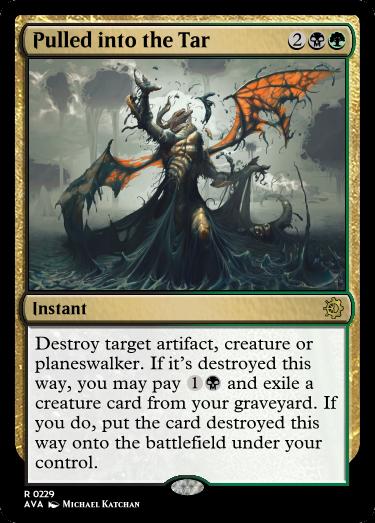 Pulled into the Tar 2
Instant
Destroy target artifact, creature or
planeswalker. If it's destroyed this
way, you may pay 1 and exile a
creature card from your graveyard. If
you do, put the card destroyed this
way onto the battlefield under your
control.
R 0229
AVA Michael Katchan